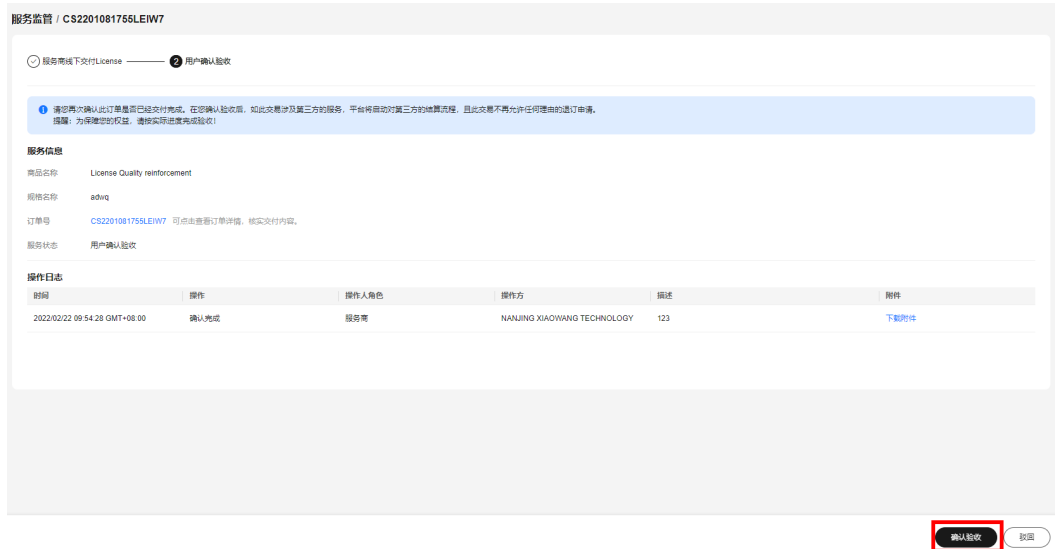 服务监管 / CS2201081755LEIW7
服务商线下交付License 2 用户确认验收
请您再次确认此订单是否已经交付完成。在您确认验收后，如此交易涉及第三方的服务，平台将启动对第三方的结算流程，且此交易不再允许任何理由的退订申请。
提醒：为保障您的权益，请按实际进度完成验收！
服务信息
商品名称 License Quality reinforcement
规格名称 adwq
订单号 CS2201081755LEIW7 可点击查看订单详情，核实交付内容。
服务状态 用户确认验收
操作日志
时间 操作 操作人角色 操作方 描述 附件
2022/02/22 09:54:28 GMT+08:00 确认完成 服务商 NANJING XIAOWANG TECHNOLOGY 123 下载附件
确认验收 驳回